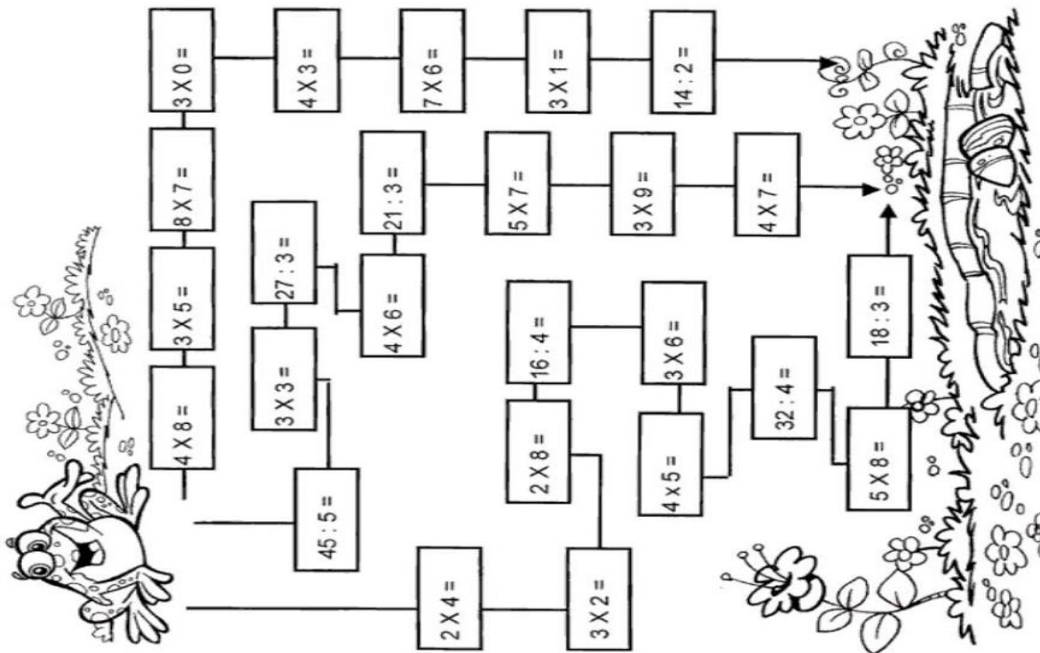 4 X 8 =
3 X 5 =
8 X 7 =
3 X 0 =
4 X 3 =
7 X 6 =
3 X 1 =
14 : 2 =
45 : 5 =
3 X 3 =
27 : 3 =
4 X 6 =
21 : 3 =
5 X 7 =
3 X 9 =
4 X 7 =
2 X 4 =
3 X 2 =
2 X 8 =
16 : 4 =
3 X 6 =
4 x 5 =
32 : 4 =
5 X 8 =
18 : 3 =